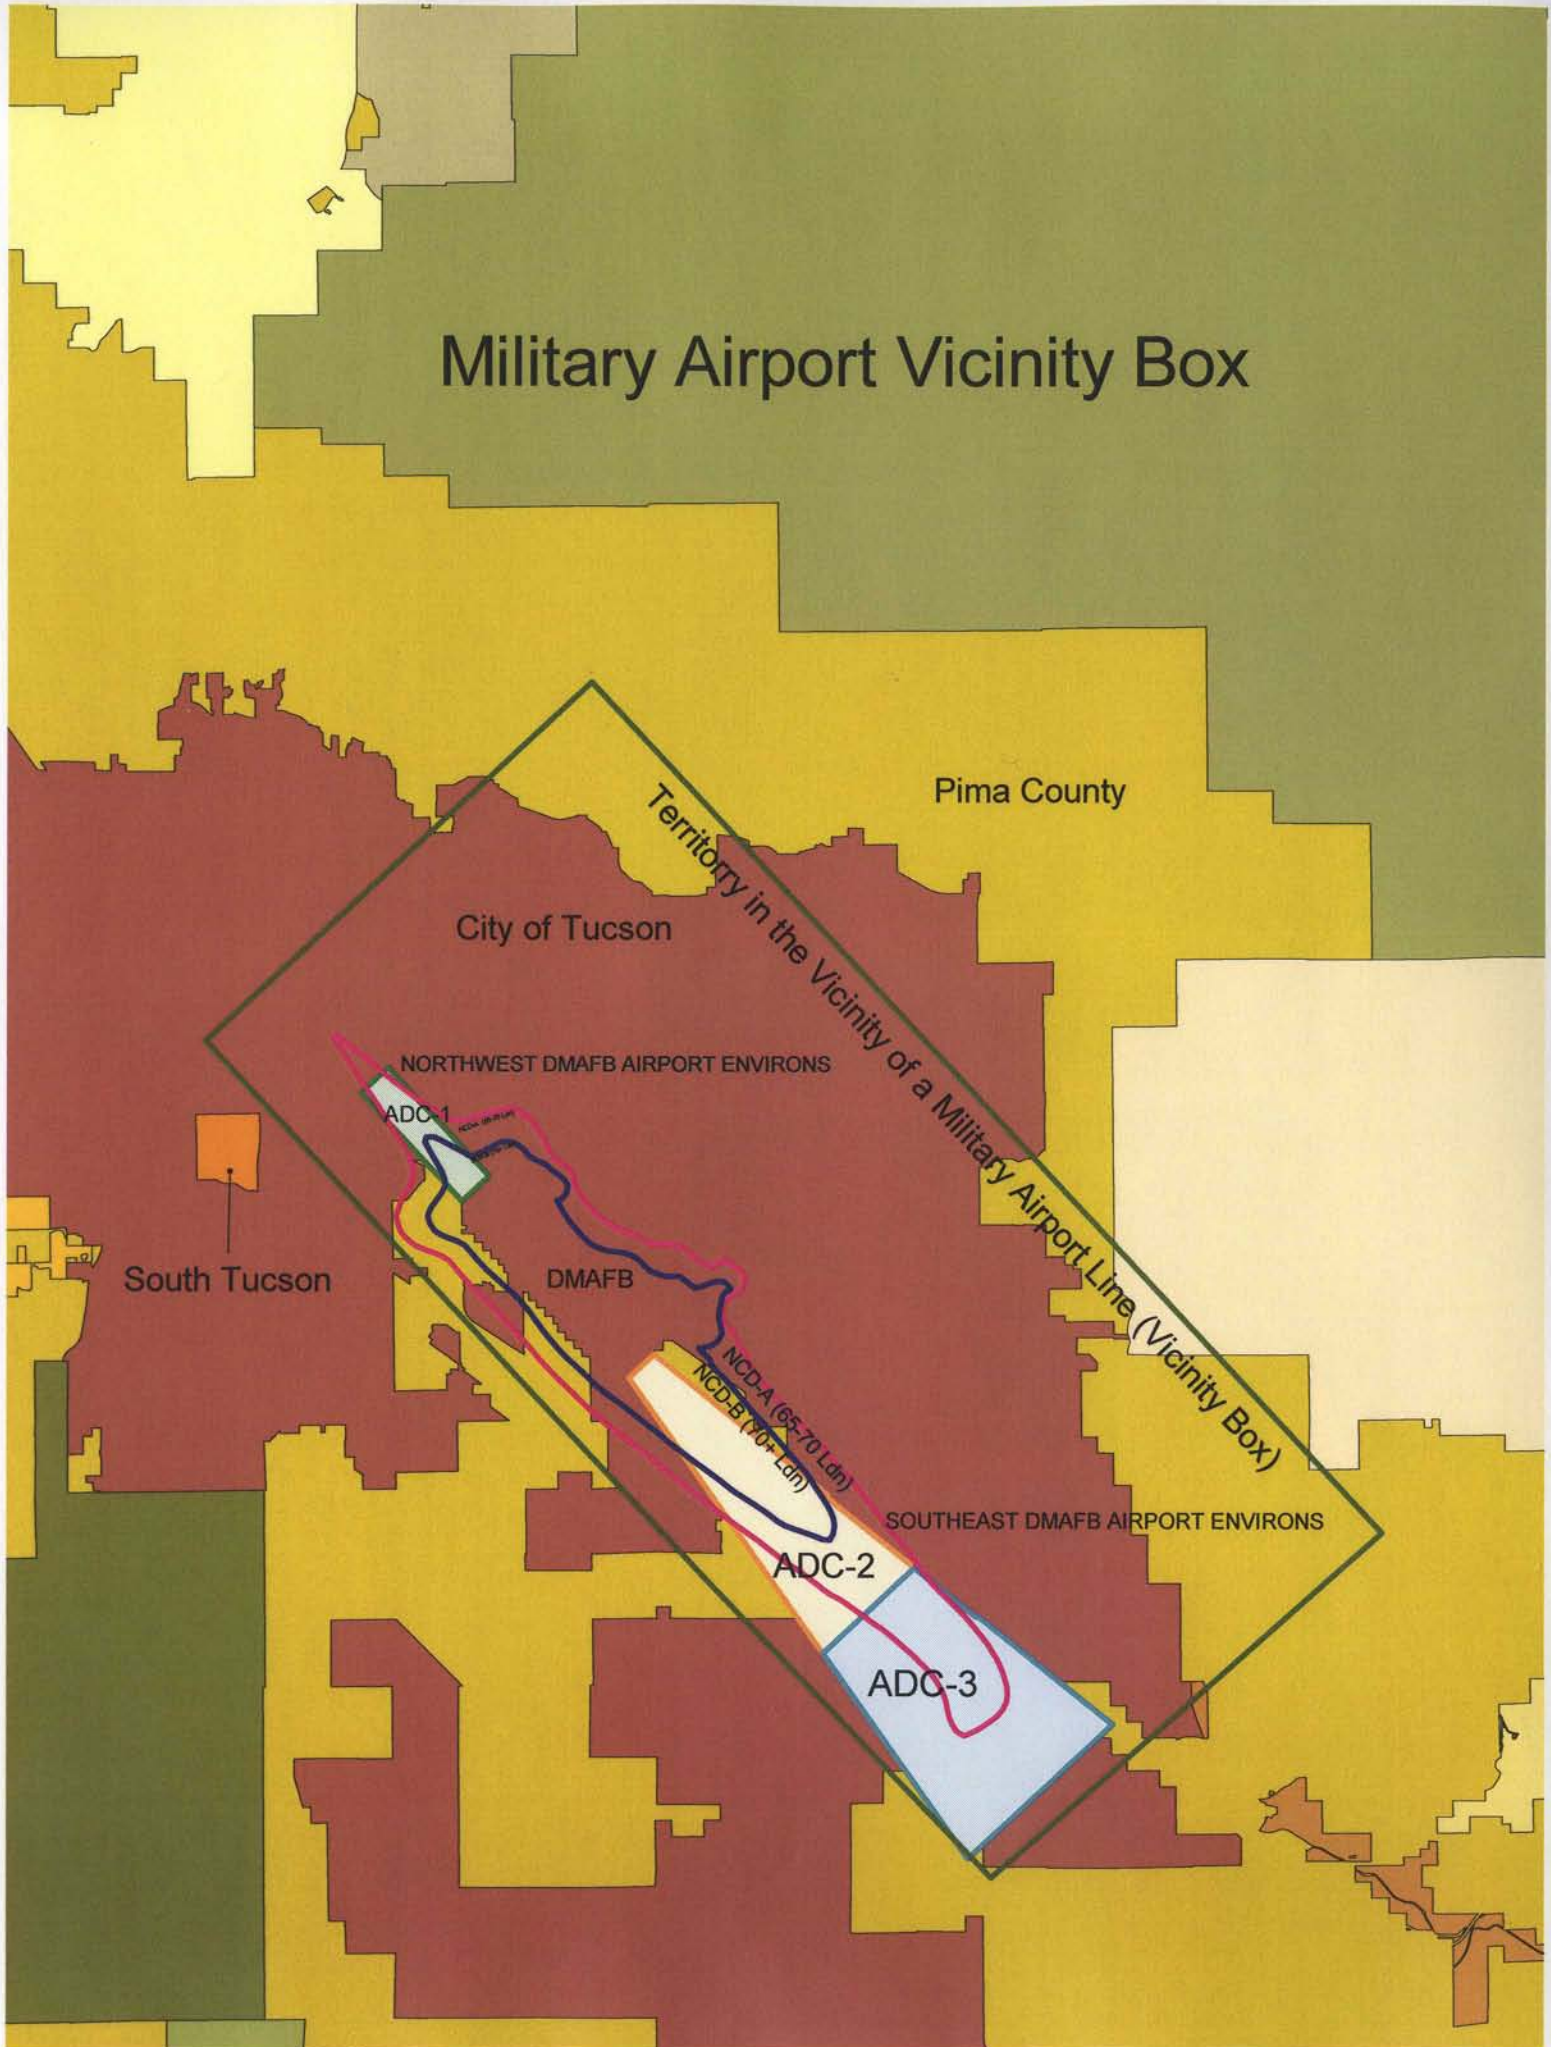 Military Airport Vicinity Box
Pima County
Territorry in the Vicinity of a Military Airport Line (Vicinity Box)
City of Tucson
NORTHWEST DMAFB AIRPORT ENVIRONS
ADC-1
South Tucson
DMAFB
NCD-A (65-70 Ldn)
NCD-B (70+ Ldn)
SOUTHEAST DMAFB AIRPORT ENVIRONS
ADC-2
ADC-3